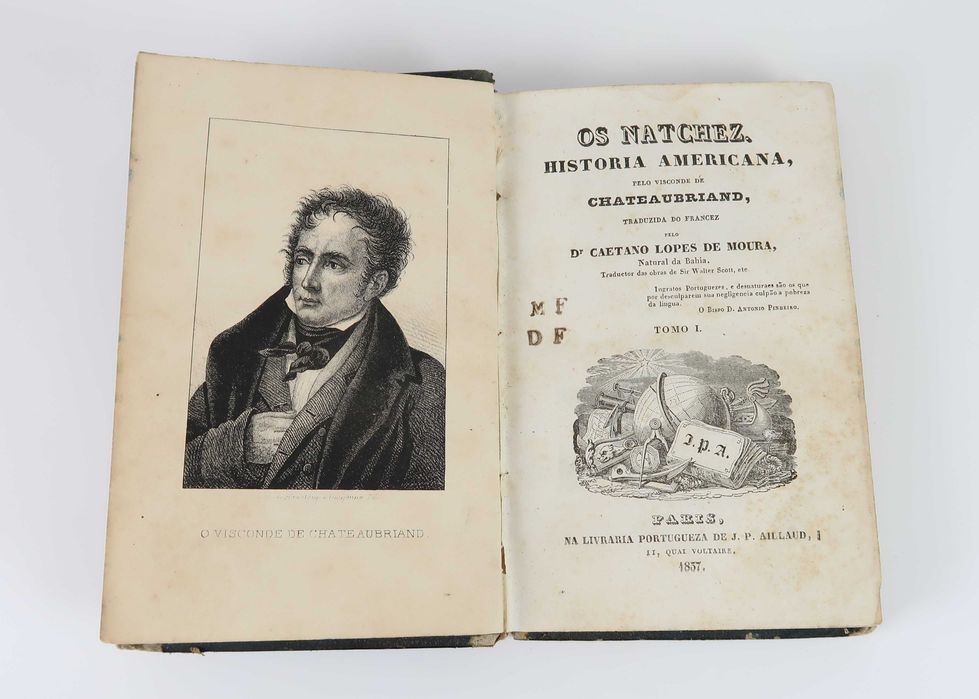 O VISCONDE DE CHATEAUBRIAND.
OS NATCHEZ,
HISTORIA AMERICANA,
PELO VISCONDE DE
CHATEAUBRIAND,
TRADUZIDA DO FRANCEZ
PELO
Dr CAETANO LOPES DE MOURA,
Natural da Bahia,
Traductor das obras de Sir Walter Scott, etc.
Ingratos Portuguezes, e desnaturaes são os que
por desculparem sua negligencia culpão a pobreza
da lingua.
O Bispo D. Antonio Pinheiro.
M F
D F
TOMO I.
J.P.A.
PARIS,
NA LIVRARIA PORTUGUEZA DE J. P. AILLAUD,
11, QUAI VOLTAIRE.
1837.